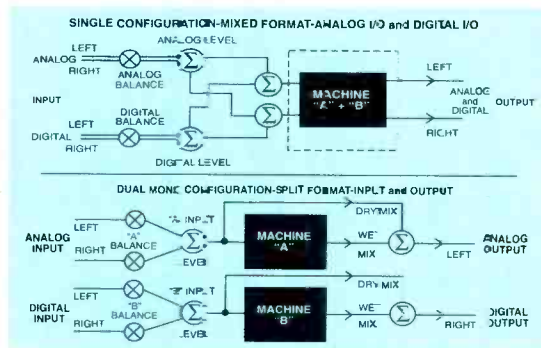 SINGLE CONFIGURATION-MIXED FORMAT-ANALOG I/O and DIGITAL I/O
LEFT
ANALOG LEVEL
ANALOG
RIGHT
ANALOG
BALANCE
INPUT
DIGITAL
BALANCE
LEFT
DIGITAL
RIGHT
DIGITAL LEVEL
MACHINE
"A" + "B"
LEFT
ANALOG
and
DIGITAL
OUTPUT
RIGHT
DUAL MONO CONFIGURATION-SPLIT FORMAT-INPUT and OUTPUT
LEFT
ANALOG
INPUT
RIGHT
"A"
BALANCE
"A" INPUT
LEVEL
MACHINE
"A"
DRY MIX
WET
MIX
LEFT
ANALOG
OUTPUT
LEFT
DIGITAL
INPUT
RIGHT
"B"
BALANCE
INPUT
LEVEL
MACHINE
"B"
DRY MIX
WET
MIX
RIGHT
DIGITAL
OUTPUT